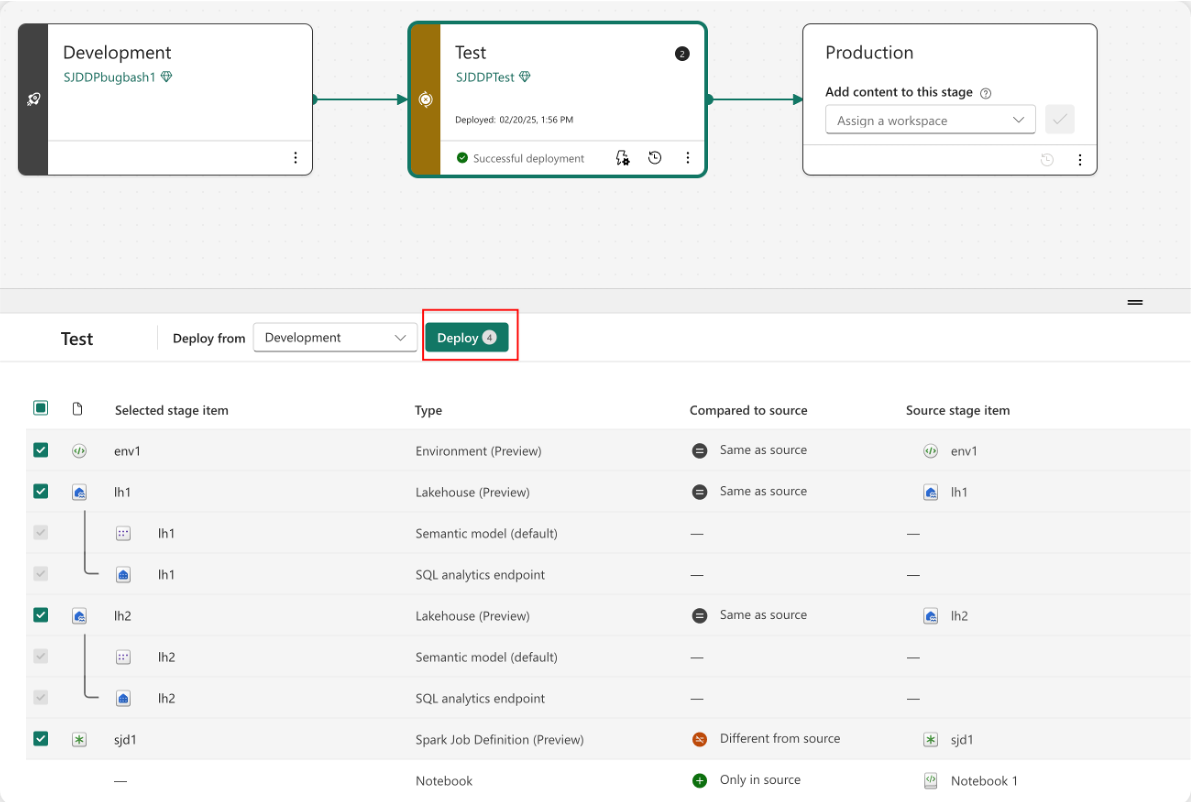 Development
SJDDPbugbash1
Test
2
SJDDPTest
Deployed: 02/20/25, 1:56 PM
Successful deployment
Production
Add content to this stage
Assign a workspace
Test
Deploy from
Development
Deploy 4
Selected stage item Type Compared to source Source stage item
env1 Environment (Preview) Same as source env1
lh1 Lakehouse (Preview) Same as source lh1
lh1 Semantic model (default) — —
lh1 SQL analytics endpoint — —
lh2 Lakehouse (Preview) Same as source lh2
lh2 Semantic model (default) — —
lh2 SQL analytics endpoint — —
sjd1 Spark Job Definition (Preview) Different from source sjd1
— Notebook Only in source Notebook 1